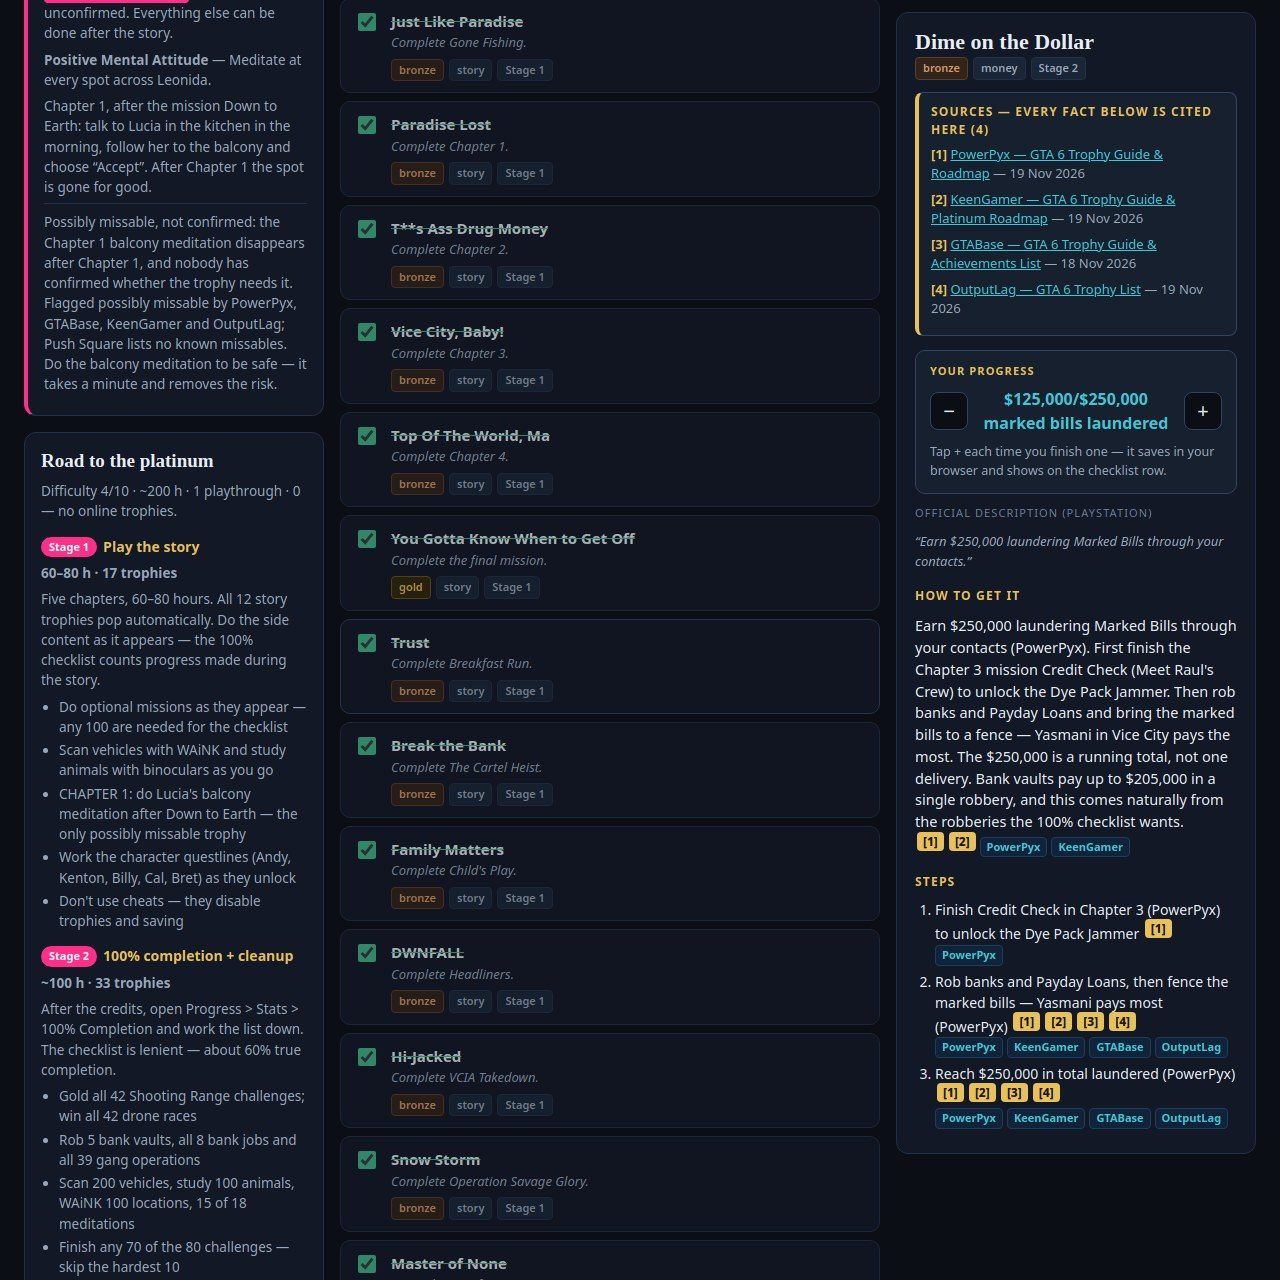 unconfirmed. Everything else can be
done after the story.
Positive Mental Attitude — Meditate at
every spot across Leonida.
Chapter 1, after the mission Down to
Earth: talk to Lucia in the kitchen in the
morning, follow her to the balcony and
choose “Accept”. After Chapter 1 the spot
is gone for good.
Possibly missable, not confirmed: the
Chapter 1 balcony meditation disappears
after Chapter 1, and nobody has
confirmed whether the trophy needs it.
Flagged possibly missable by PowerPyx,
GTABase, KeenGamer and OutputLag;
Push Square lists no known missables.
Do the balcony meditation to be safe — it
takes a minute and removes the risk.
Road to the platinum
Difficulty 4/10 · ~200 h · 1 playthrough · 0
— no online trophies.
Stage 1 Play the story
60–80 h · 17 trophies
Five chapters, 60–80 hours. All 12 story
trophies pop automatically. Do the side
content as it appears — the 100%
checklist counts progress made during
the story.
• Do optional missions as they appear —
any 100 are needed for the checklist
• Scan vehicles with WAiNK and study
animals with binoculars as you go
• CHAPTER 1: do Lucia's balcony
meditation after Down to Earth — the
only possibly missable trophy
• Work the character questlines (Andy,
Kenton, Billy, Cal, Bret) as they unlock
• Don't use cheats — they disable
trophies and saving
Stage 2 100% completion + cleanup
~100 h · 33 trophies
After the credits, open Progress > Stats >
100% Completion and work the list down.
The checklist is lenient — about 60% true
completion.
• Gold all 42 Shooting Range challenges;
win all 42 drone races
• Rob 5 bank vaults, all 8 bank jobs and
all 39 gang operations
• Scan 200 vehicles, study 100 animals,
WAiNK 100 locations, 15 of 18
meditations
• Finish any 70 of the 80 challenges —
skip the hardest 10
Just Like Paradise
Complete Gone Fishing.
bronze story Stage 1
Paradise Lost
Complete Chapter 1.
bronze story Stage 1
T**s Ass Drug Money
Complete Chapter 2.
bronze story Stage 1
Vice City, Baby!
Complete Chapter 3.
bronze story Stage 1
Top Of The World, Ma
Complete Chapter 4.
bronze story Stage 1
You Gotta Know When to Get Off
Complete the final mission.
gold story Stage 1
Trust
Complete Breakfast Run.
bronze story Stage 1
Break the Bank
Complete The Cartel Heist.
bronze story Stage 1
Family Matters
Complete Child's Play.
bronze story Stage 1
DWNFALL
Complete Headliners.
bronze story Stage 1
Hi-Jacked
Complete VCIA Takedown.
bronze story Stage 1
Snow Storm
Complete Operation Savage Glory.
bronze story Stage 1
Master of None
Dime on the Dollar
bronze money Stage 2
SOURCES — EVERY FACT BELOW IS CITED
HERE (4)
[1] PowerPyx — GTA 6 Trophy Guide &
Roadmap — 19 Nov 2026
[2] KeenGamer — GTA 6 Trophy Guide &
Platinum Roadmap — 19 Nov 2026
[3] GTABase — GTA 6 Trophy Guide &
Achievements List — 18 Nov 2026
[4] OutputLag — GTA 6 Trophy List — 19 Nov
2026
YOUR PROGRESS
− $125,000/$250,000 +
marked bills laundered
Tap + each time you finish one — it saves in your
browser and shows on the checklist row.
OFFICIAL DESCRIPTION (PLAYSTATION)
“Earn $250,000 laundering Marked Bills through your
contacts.”
HOW TO GET IT
Earn $250,000 laundering Marked Bills through
your contacts (PowerPyx). First finish the
Chapter 3 mission Credit Check (Meet Raul's
Crew) to unlock the Dye Pack Jammer. Then rob
banks and Payday Loans and bring the marked
bills to a fence — Yasmani in Vice City pays the
most. The $250,000 is a running total, not one
delivery. Bank vaults pay up to $205,000 in a
single robbery, and this comes naturally from
the robberies the 100% checklist wants.
[1] [2] PowerPyx KeenGamer
STEPS
1. Finish Credit Check in Chapter 3 (PowerPyx)
to unlock the Dye Pack Jammer [1]
PowerPyx
2. Rob banks and Payday Loans, then fence the
marked bills — Yasmani pays most
(PowerPyx) [1] [2] [3] [4]
PowerPyx KeenGamer GTABase OutputLag
3. Reach $250,000 in total laundered (PowerPyx)
[1] [2] [3] [4]
PowerPyx KeenGamer GTABase OutputLag